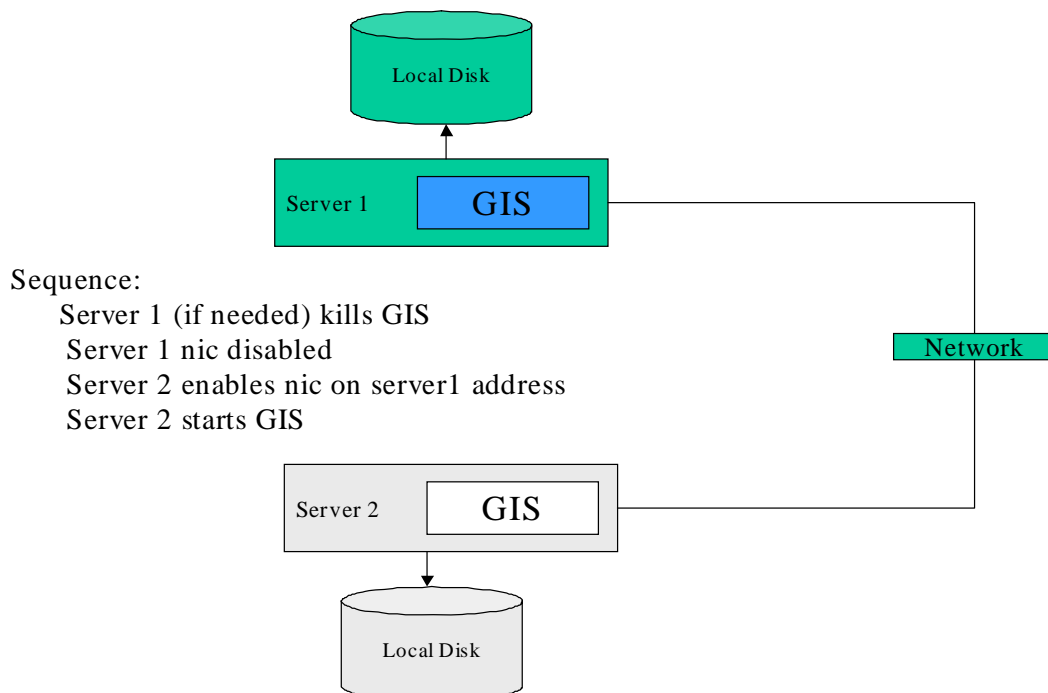 Local Disk
Server 1
GIS
Sequence:
Server 1 (if needed) kills GIS
Server 1 nic disabled
Server 2 enables nic on server1 address
Server 2 starts GIS
Network
Server 2
GIS
Local Disk